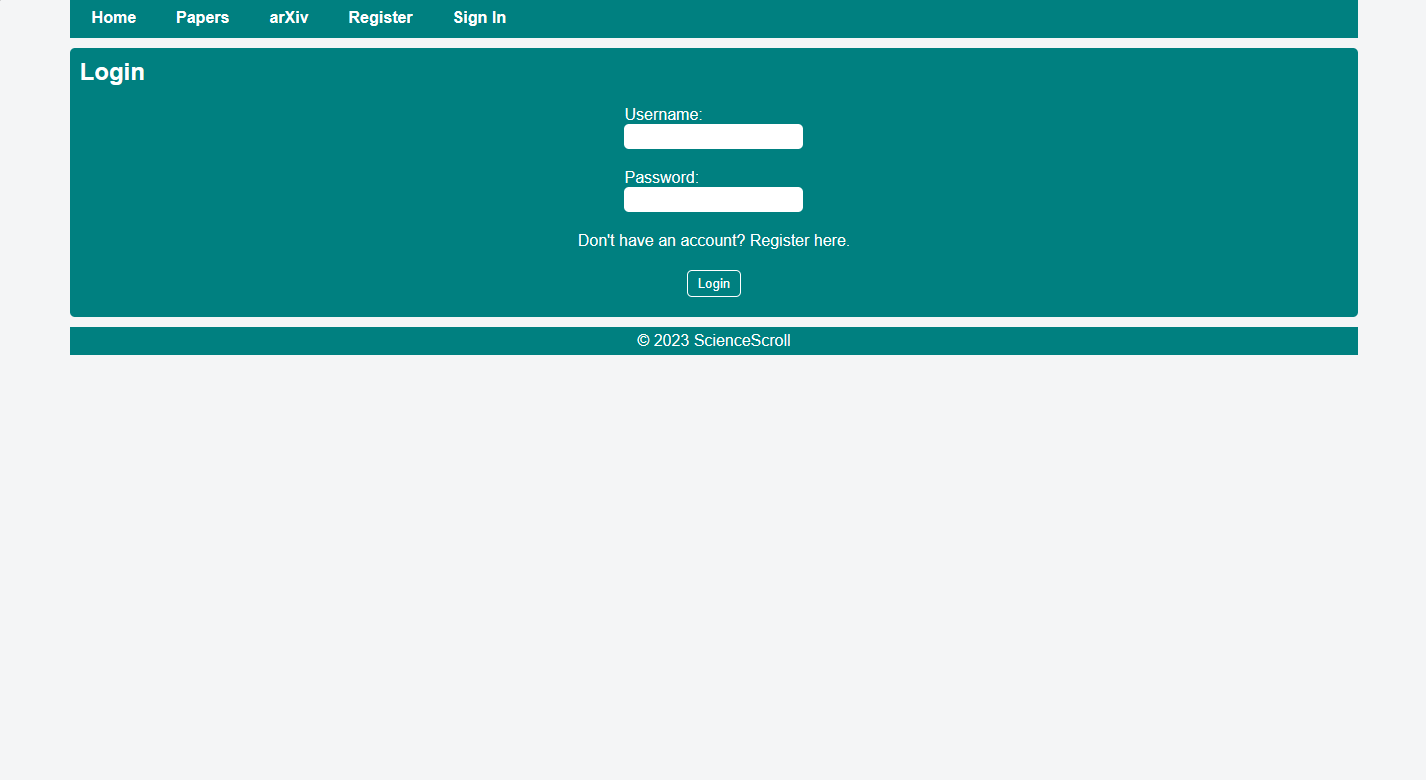 Home Papers arXiv Register Sign In
Login
Username:
Password:
Don't have an account? Register here.
Login
© 2023 ScienceScroll